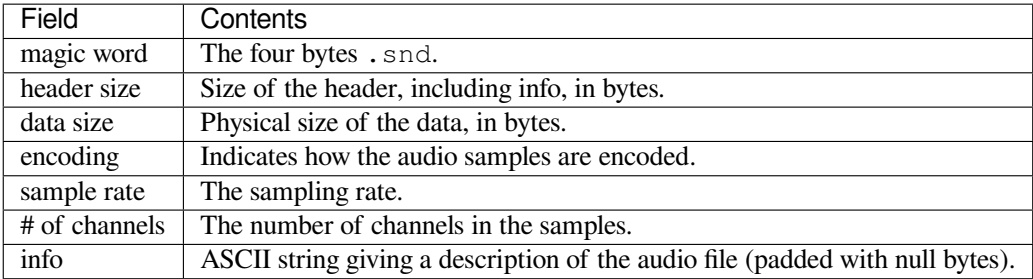 Field Contents
magic word The four bytes .snd.
header size Size of the header, including info, in bytes.
data size Physical size of the data, in bytes.
encoding Indicates how the audio samples are encoded.
sample rate The sampling rate.
# of channels The number of channels in the samples.
info ASCII string giving a description of the audio file (padded with null bytes).